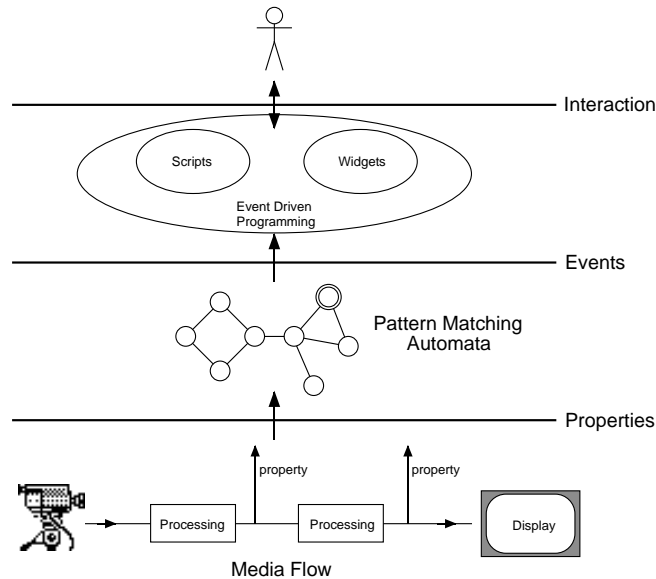 Interaction
Scripts
Widgets
Event Driven
Programming
Events
Pattern Matching
Automata
Properties
property
property
Processing
Processing
Display
Media Flow